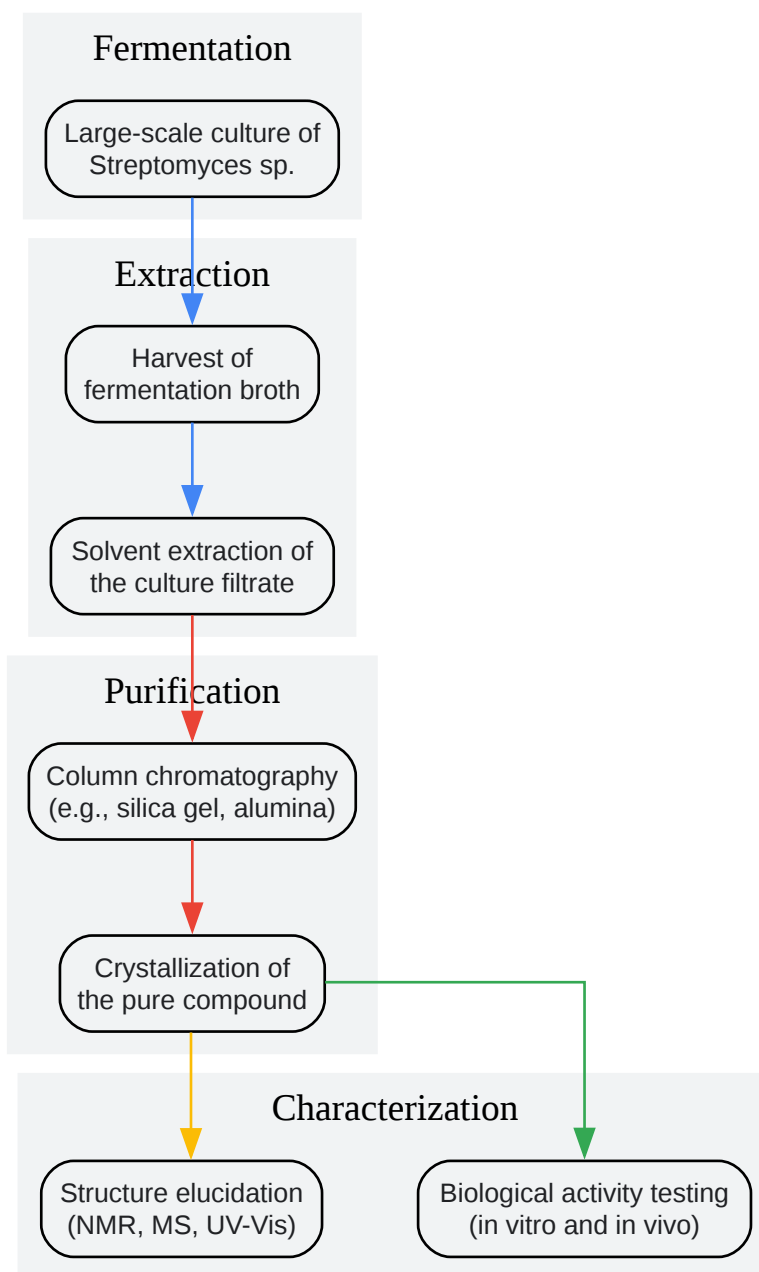 Fermentation
Large-scale culture of
Streptomyces sp.
Extraction
Harvest of
fermentation broth
Solvent extraction of
the culture filtrate
Purification
Column chromatography
(e.g., silica gel, alumina)
Crystallization of
the pure compound
Characterization
Structure elucidation
(NMR, MS, UV-Vis)
Biological activity testing
(in vitro and in vivo)